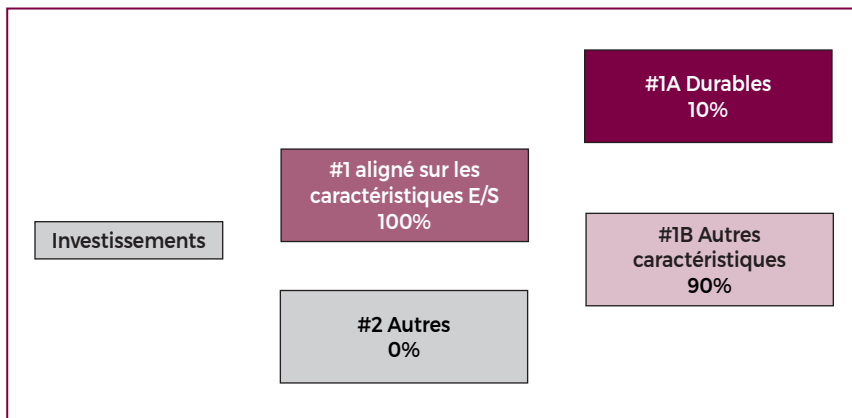 #1A Durables
10%
#1 aligné sur les
caractéristiques E/S
100%
Investissements
#1B Autres
caractéristiques
90%
#2 Autres
0%